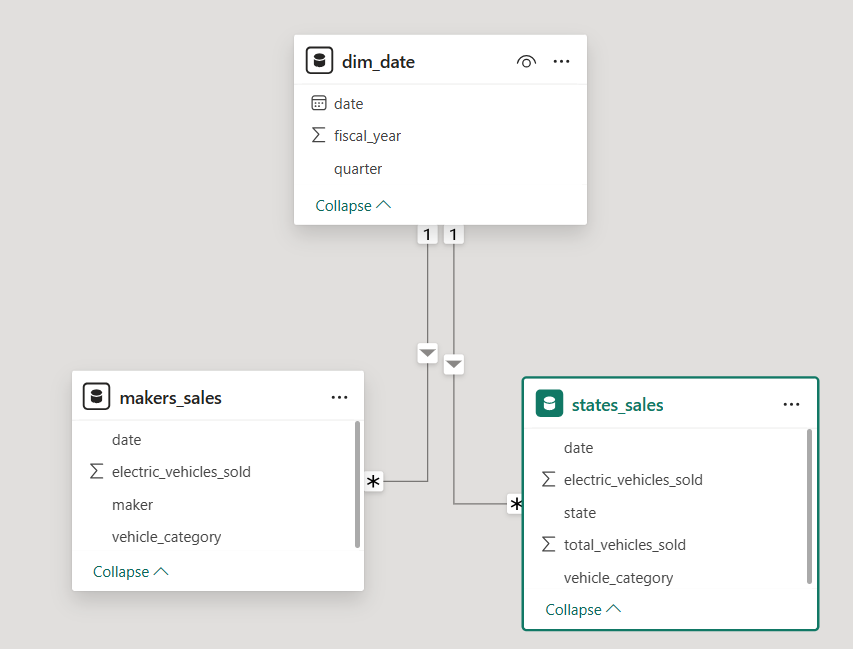 dim_date
date
fiscal_year
quarter
Collapse
1 1
makers_sales
date
electric_vehicles_sold
maker
vehicle_category
Collapse
*
states_sales
date
electric_vehicles_sold
state
total_vehicles_sold
vehicle_category
Collapse
*